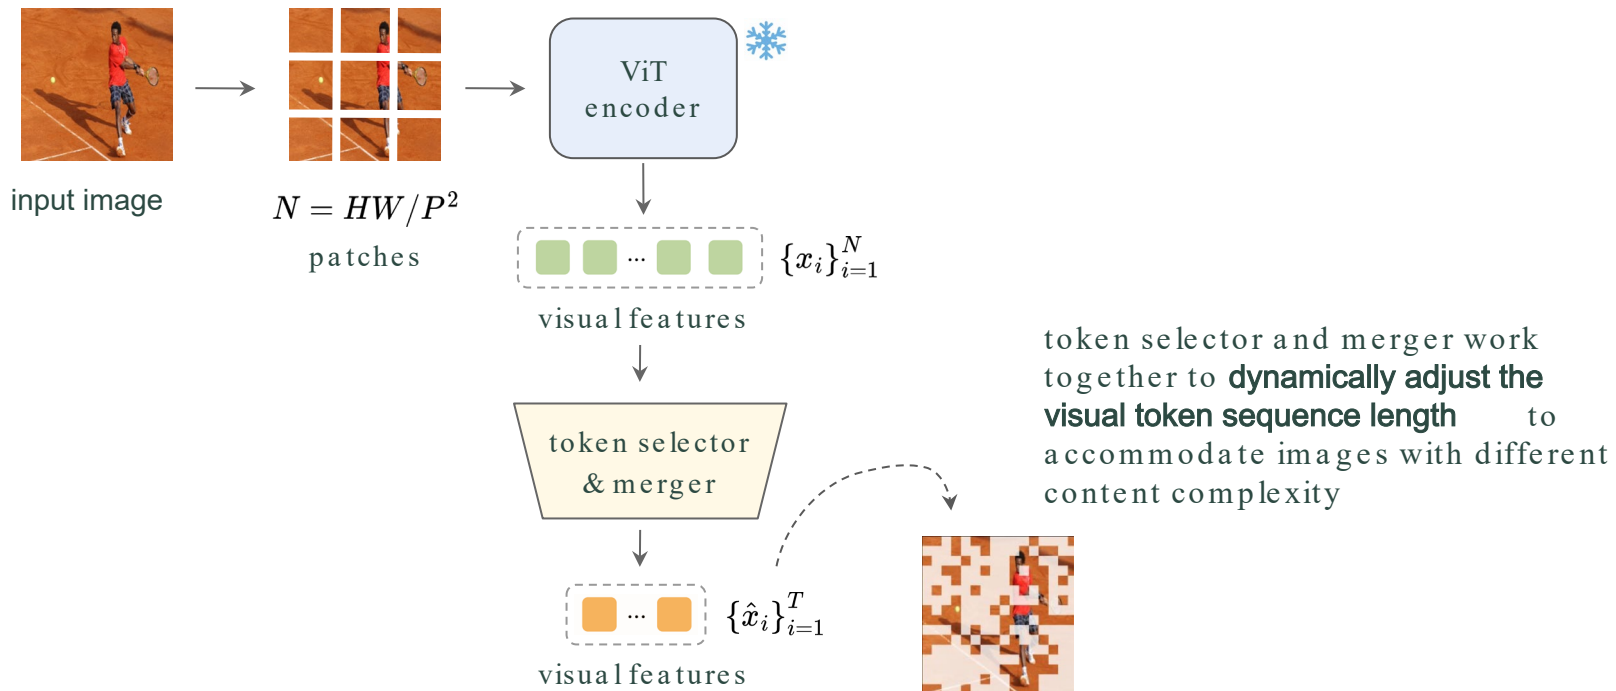 input image
N = HW/P²
patches
ViT
encoder
{x_i}_{i=1}^{N}
visual features
token selector
& merger
{x̂_i}_{i=1}^{T}
visual features
token selector and merger work
together to dynamically adjust the
visual token sequence length to
accommodate images with different
content complexity